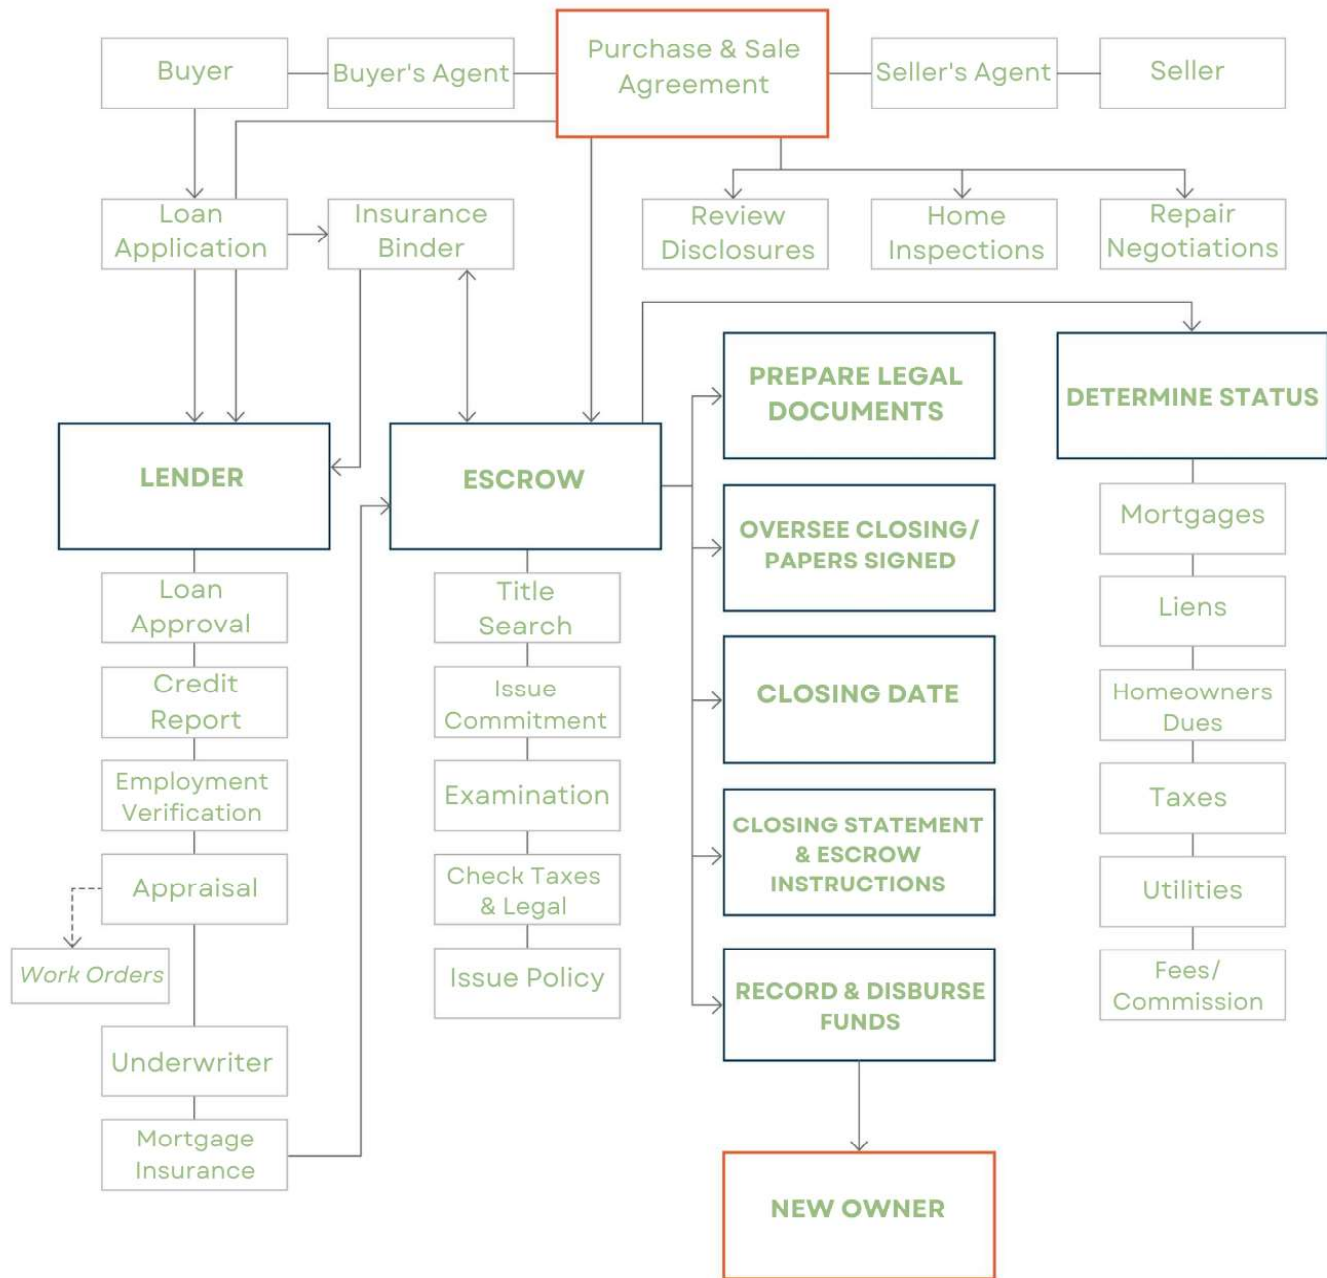 Buyer
Buyer's Agent
Purchase & Sale
Agreement
Seller's Agent
Seller
Loan
Application
Insurance
Binder
Review
Disclosures
Home
Inspections
Repair
Negotiations
LENDER
ESCROW
PREPARE LEGAL
DOCUMENTS
DETERMINE STATUS
OVERSEE CLOSING/
PAPERS SIGNED
CLOSING DATE
CLOSING STATEMENT
& ESCROW
INSTRUCTIONS
RECORD & DISBURSE
FUNDS
NEW OWNER
Loan
Approval
Credit
Report
Employment
Verification
Appraisal
Work Orders
Underwriter
Mortgage
Insurance
Title
Search
Issue
Commitment
Examination
Check Taxes
& Legal
Issue Policy
Mortgages
Liens
Homeowners
Dues
Taxes
Utilities
Fees/
Commission